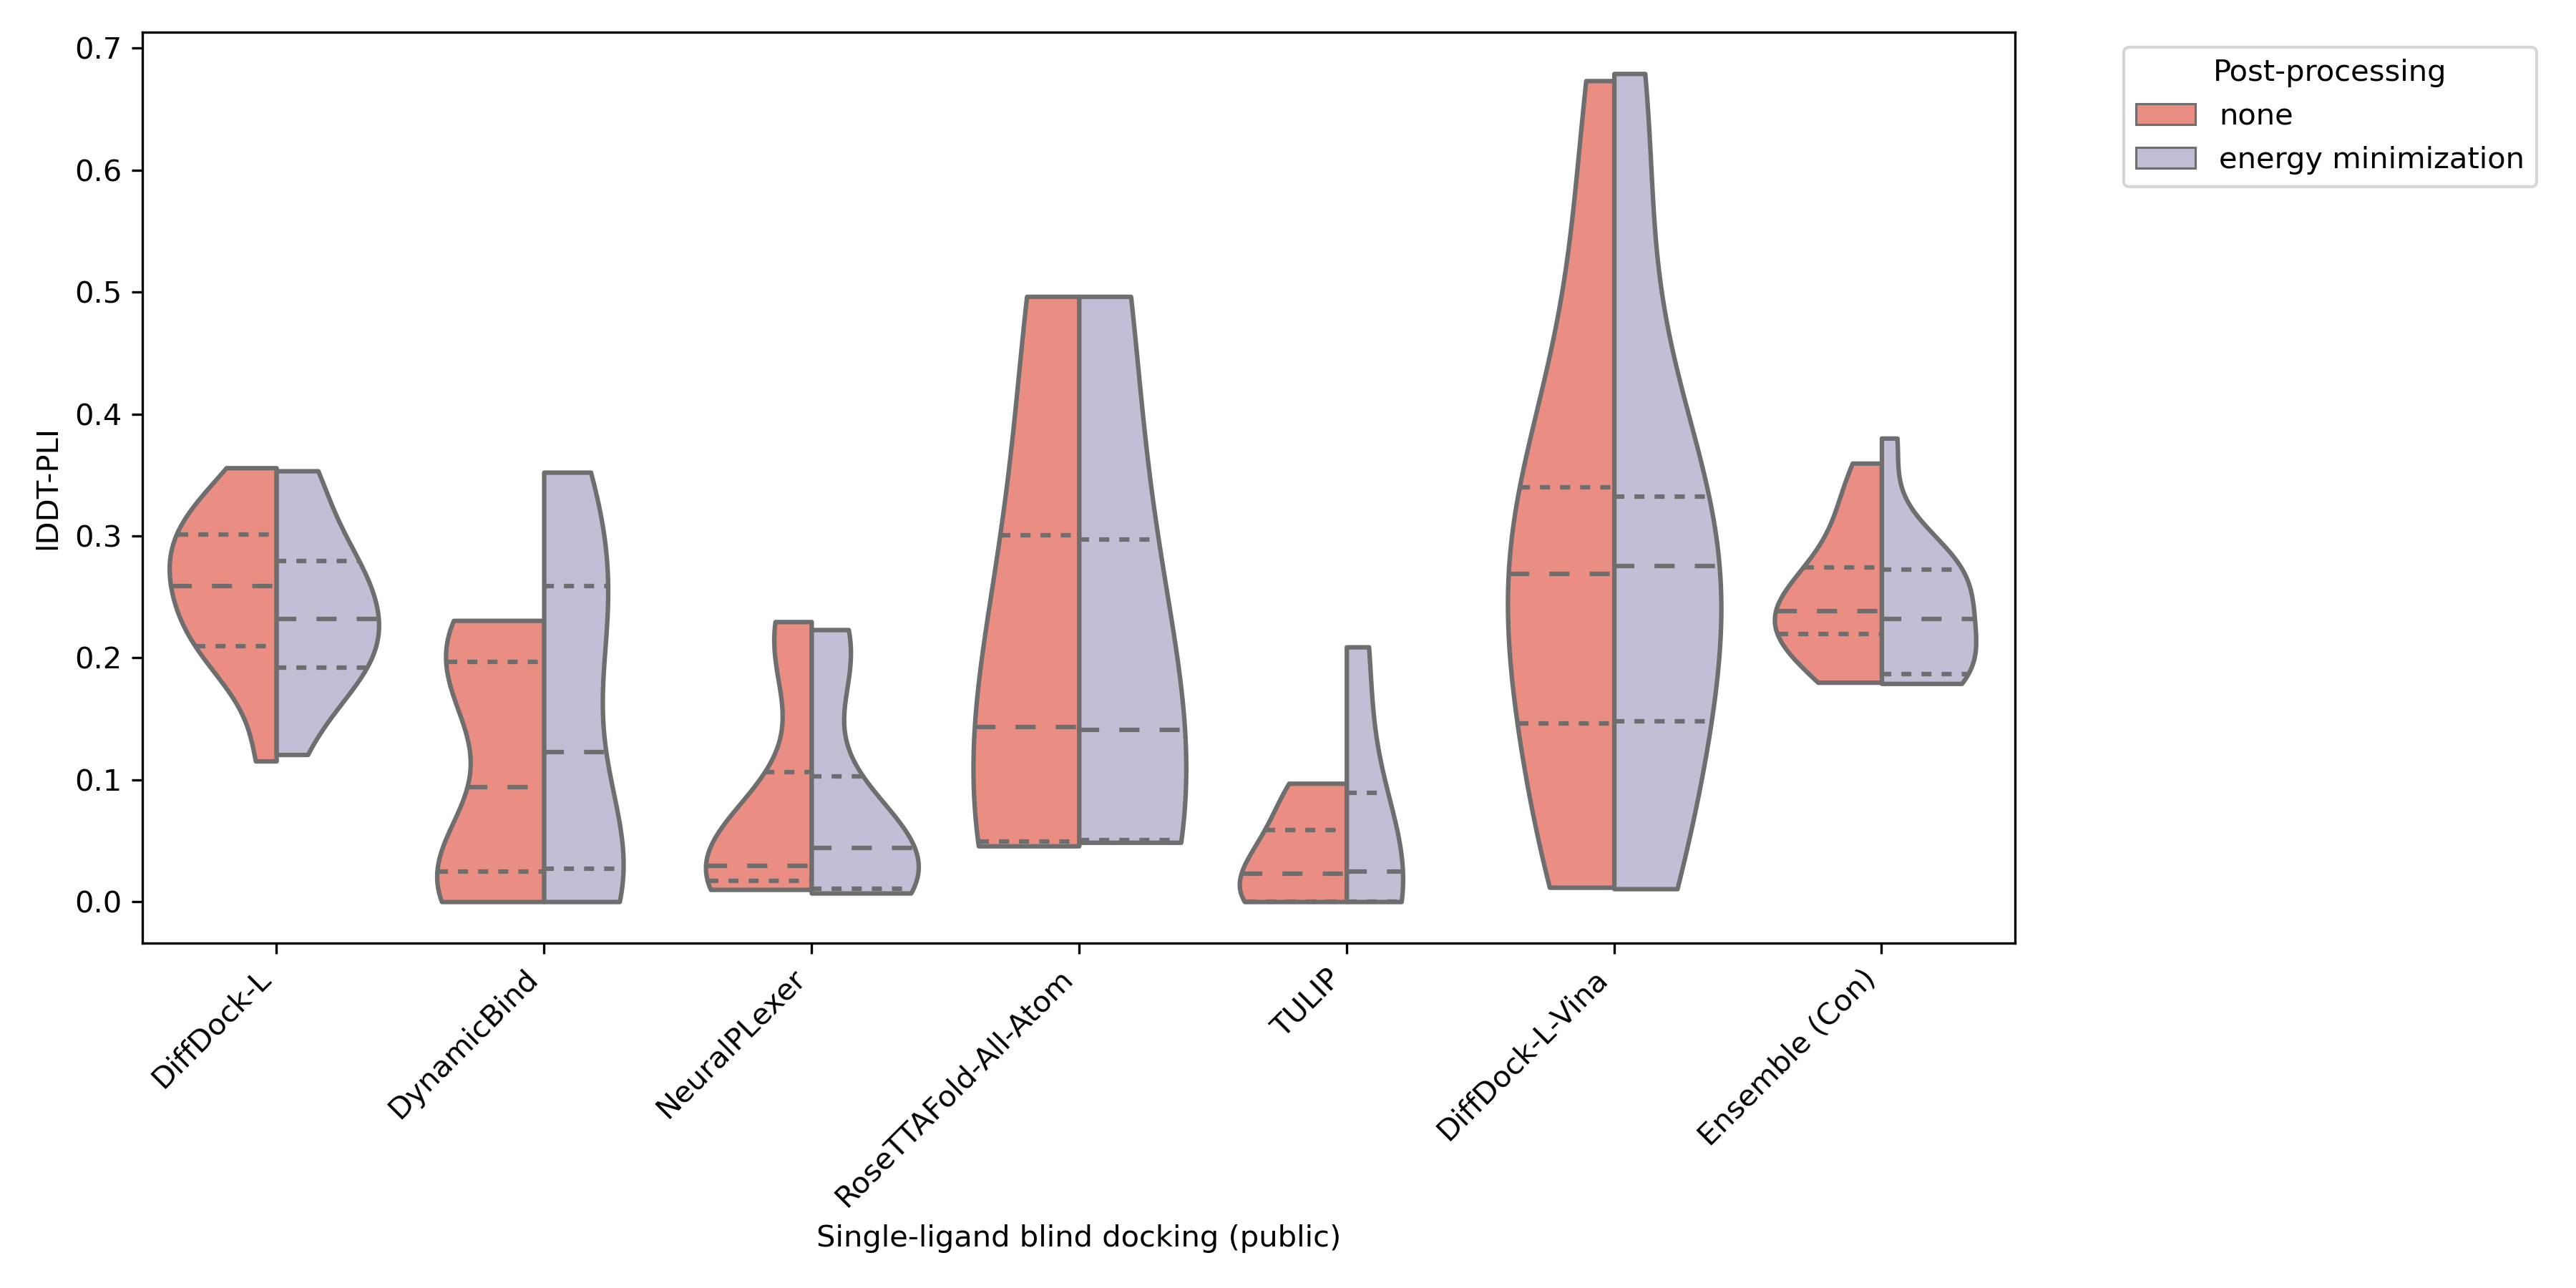 0.7
0.6
0.5
0.4
0.3
0.2
0.1
0.0
lDDT-PLI
DiffDock-L
DynamicBind
NeuralPLexer
RoseTTAFold-All-Atom
TULIP
DiffDock-L-Vina
Ensemble (Con)
Single-ligand blind docking (public)
Post-processing
none
energy minimization